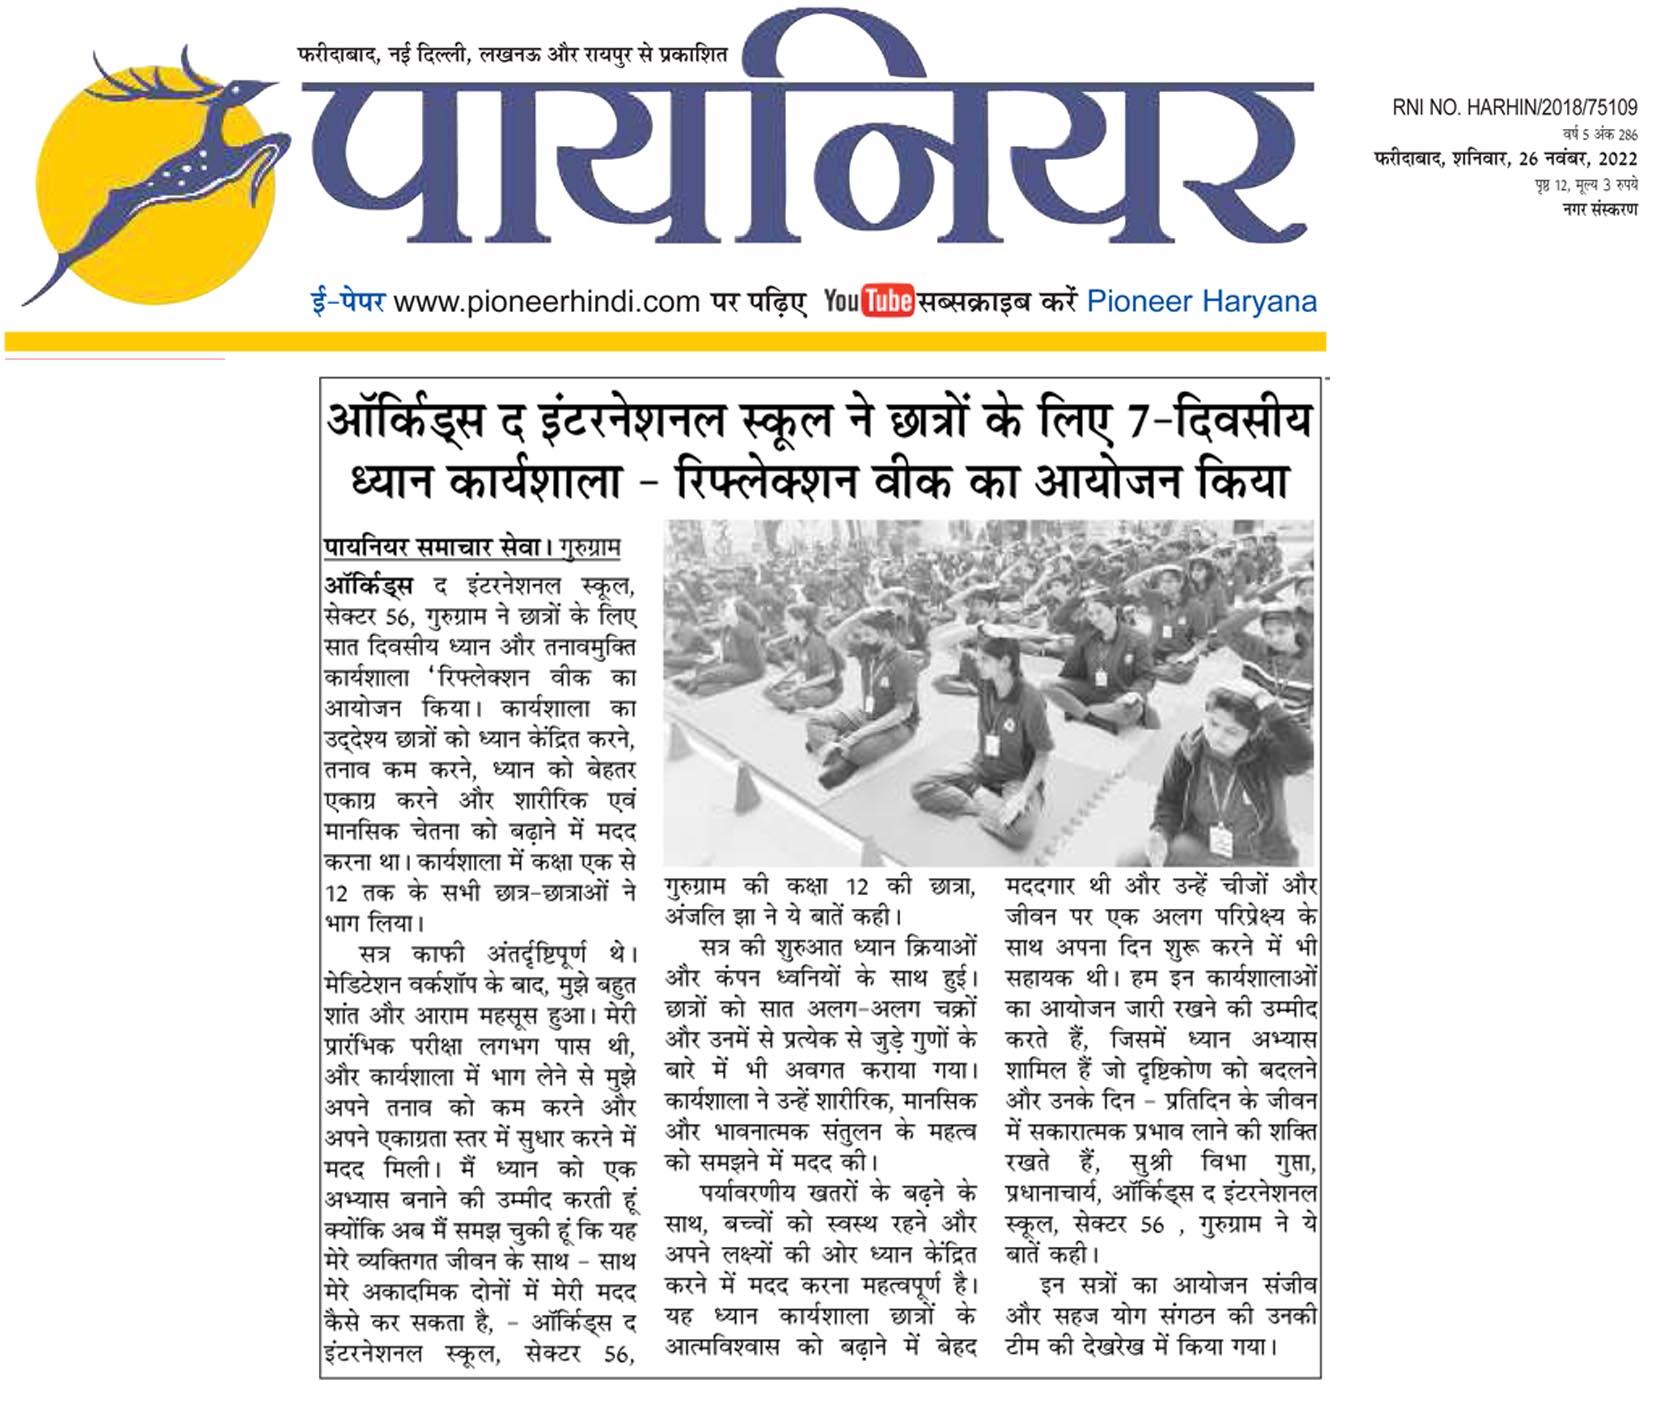 फरीदाबाद, नई दिल्ली, लखनऊ और रायपुर से प्रकाशित
पायनियर
RNI NO. HARHIN/2018/75109
वर्ष 5 अंक 286
फरीदाबाद, शनिवार, 26 नवंबर, 2022
पृष्ठ 12, मूल्य 3 रुपये
नगर संस्करण
ई-पेपर www.pioneerhindi.com पर पढ़िए YouTube सब्सक्राइब करें Pioneer Haryana
ऑर्किड्स द इंटरनेशनल स्कूल ने छात्रों के लिए 7-दिवसीय
ध्यान कार्यशाला - रिफ्लेक्शन वीक का आयोजन किया
पायनियर समाचार सेवा। गुरुग्राम
ऑर्किड्स द इंटरनेशनल स्कूल,
सेक्टर 56, गुरुग्राम ने छात्रों के लिए
सात दिवसीय ध्यान और तनावमुक्ति
कार्यशाला ‘रिफ्लेक्शन वीक का
आयोजन किया। कार्यशाला का
उद्देश्य छात्रों को ध्यान केंद्रित करने,
तनाव कम करने, ध्यान को बेहतर
एकाग्र करने और शारीरिक एवं
मानसिक चेतना को बढ़ाने में मदद
करना था। कार्यशाला में कक्षा एक से
12 तक के सभी छात्र-छात्राओं ने
भाग लिया।
सत्र काफी अंतर्दृष्टिपूर्ण थे।
मेडिटेशन वर्कशॉप के बाद, मुझे बहुत
शांत और आराम महसूस हुआ। मेरी
प्रारंभिक परीक्षा लगभग पास थी,
और कार्यशाला में भाग लेने से मुझे
अपने तनाव को कम करने और
अपने एकाग्रता स्तर में सुधार करने में
मदद मिली। मैं ध्यान को एक
अभ्यास बनाने की उम्मीद करती हूं
क्योंकि अब मैं समझ चुकी हूं कि यह
मेरे व्यक्तिगत जीवन के साथ - साथ
मेरे अकादमिक दोनों में मेरी मदद
कैसे कर सकता है, - ऑर्किड्स द
इंटरनेशनल स्कूल, सेक्टर 56,
गुरुग्राम की कक्षा 12 की छात्रा,
अंजलि झा ने ये बातें कही।
सत्र की शुरुआत ध्यान क्रियाओं
और कंपन ध्वनियों के साथ हुई।
छात्रों को सात अलग-अलग चक्रों
और उनमें से प्रत्येक से जुड़े गुणों के
बारे में भी अवगत कराया गया।
कार्यशाला ने उन्हें शारीरिक, मानसिक
और भावनात्मक संतुलन के महत्व
को समझने में मदद की।
पर्यावरणीय खतरों के बढ़ने के
साथ, बच्चों को स्वस्थ रहने और
अपने लक्ष्यों की ओर ध्यान केंद्रित
करने में मदद करना महत्वपूर्ण है।
यह ध्यान कार्यशाला छात्रों के
आत्मविश्वास को बढ़ाने में बेहद
मददगार थी और उन्हें चीजों और
जीवन पर एक अलग परिप्रेक्ष्य के
साथ अपना दिन शुरू करने में भी
सहायक थी। हम इन कार्यशालाओं
का आयोजन जारी रखने की उम्मीद
करते हैं, जिसमें ध्यान अभ्यास
शामिल हैं जो दृष्टिकोण को बदलने
और उनके दिन - प्रतिदिन के जीवन
में सकारात्मक प्रभाव लाने की शक्ति
रखते हैं, सुश्री विभा गुप्ता,
प्रधानाचार्य, ऑर्किड्स द इंटरनेशनल
स्कूल, सेक्टर 56 , गुरुग्राम ने ये
बातें कही।
इन सत्रों का आयोजन संजीव
और सहज योग संगठन की उनकी
टीम की देखरेख में किया गया।